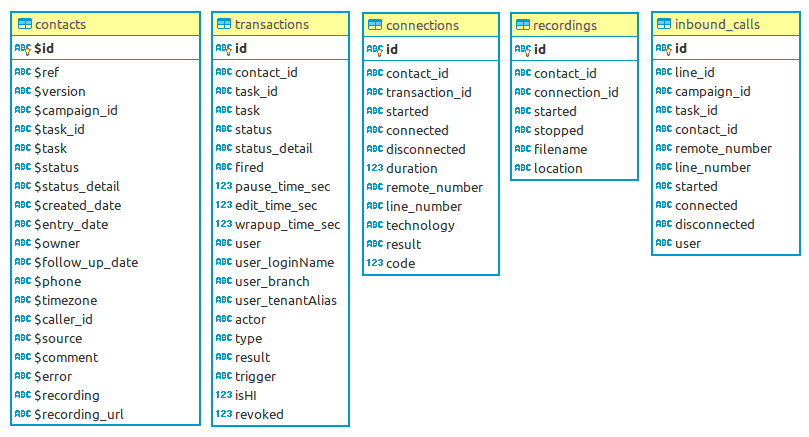 contacts
ABC $id
ABC $ref
ABC $version
ABC $campaign_id
ABC $task_id
ABC $task
ABC $status
ABC $status_detail
ABC $created_date
ABC $entry_date
ABC $owner
ABC $follow_up_date
ABC $phone
ABC $timezone
ABC $caller_id
ABC $source
ABC $comment
ABC $error
ABC $recording
ABC $recording_url
transactions
ABC id
ABC contact_id
ABC task_id
ABC task
ABC status
ABC status_detail
ABC fired
123 pause_time_sec
123 edit_time_sec
123 wrapup_time_sec
ABC user
ABC user_loginName
ABC user_branch
ABC user_tenantAlias
ABC actor
ABC type
ABC result
ABC trigger
123 isHI
123 revoked
connections
ABC id
ABC contact_id
ABC transaction_id
ABC started
ABC connected
ABC disconnected
123 duration
ABC remote_number
ABC line_number
ABC technology
ABC result
123 code
recordings
ABC id
ABC contact_id
ABC connection_id
ABC started
ABC stopped
ABC filename
ABC location
inbound_calls
ABC id
ABC line_id
ABC campaign_id
ABC task_id
ABC contact_id
ABC remote_number
ABC line_number
ABC started
ABC connected
ABC disconnected
ABC user